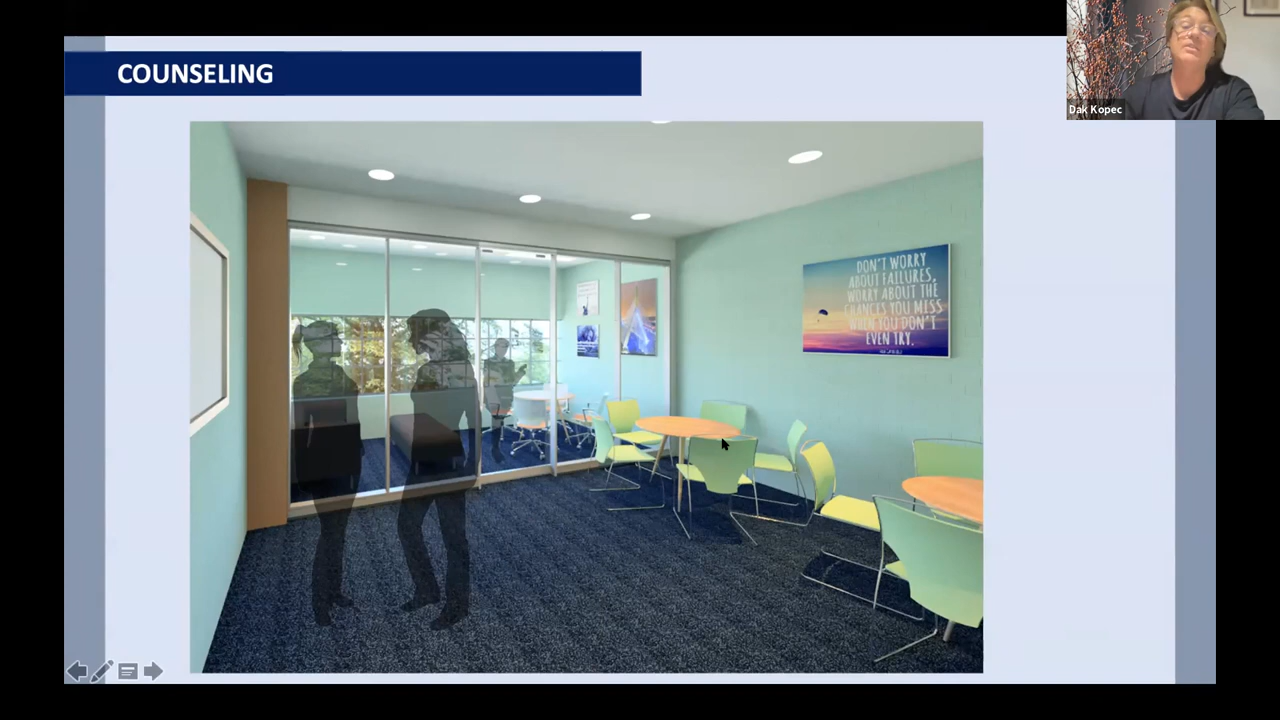 COUNSELING
Dak Kopec
DON'T WORRY
ABOUT FAILURES,
WORRY ABOUT THE
CHANCES YOU MISS
WHEN YOU DON'T
EVEN TRY.